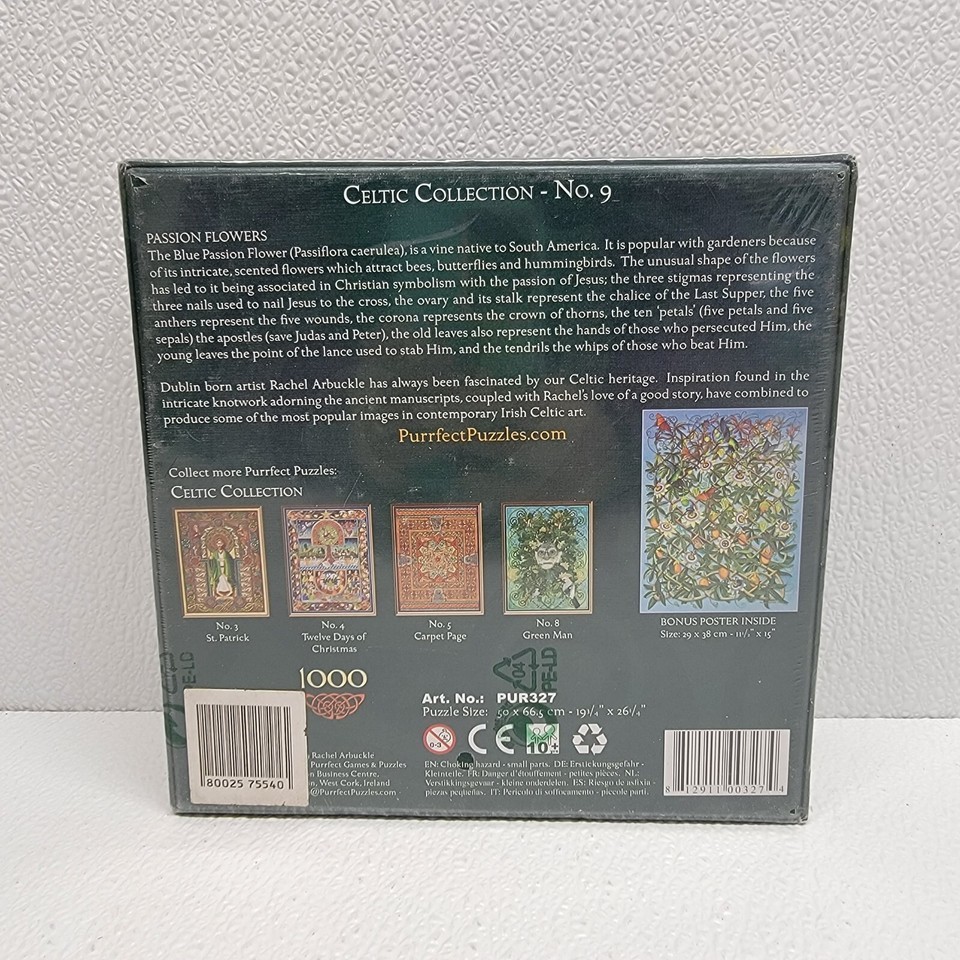 CELTIC COLLECTION - NO. 9
PASSION FLOWERS
The Blue Passion Flower (Passiflora caerulea), is a vine native to South America. It is popular with gardeners because
of its intricate, scented flowers which attract bees, butterflies and hummingbirds. The unusual shape of the flowers
has led to it being associated in Christian symbolism with the passion of Jesus; the three stigmas representing the
three nails used to nail Jesus to the cross, the ovary and its stalk represent the chalice of the Last Supper, the five
anthers represent the five wounds, the corona represents the crown of thorns, the ten 'petals' (five petals and five
sepals) the apostles (save Judas and Peter), the old leaves also represent the hands of those who persecuted Him, the
young leaves the point of the lance used to stab Him, and the tendrils the whips of those who beat Him.
Dublin born artist Rachel Arbuckle has always been fascinated by our Celtic heritage. Inspiration found in the
intricate knotwork adorning the ancient manuscripts, coupled with Rachel's love of a good story, have combined to
produce some of the most popular images in contemporary Irish Celtic art.
PurrfectPuzzles.com
Collect more Purrfect Puzzles:
CELTIC COLLECTION
No. 3
St. Patrick
No. 4
Twelve Days of
Christmas
No. 5
Carpet Page
No. 8
Green Man
BONUS POSTER INSIDE
Size: 29 x 38 cm - 11½" x 15"
PE-LD
04
PE-LD
1000
Art. No.: PUR327
Puzzle Size: 50 x 66.5 cm - 19¼" x 26¼"
0-3
CE
10+
EN: Choking hazard - small parts. DE: Erstickungsgefahr -
Kleinteile. FR: Danger d'étouffement - petites pièces. NL:
Verstikkingsgevaar - kleine onderdelen. ES: Riesgo de asfixia -
piezas pequeñas. IT: Pericolo di soffocamento - piccole parti.
Rachel Arbuckle
Purrfect Games & Puzzles
n Business Centre,
n, West Cork, Ireland
@PurrfectPuzzles.com
80025 75540
8 12911 00327 4